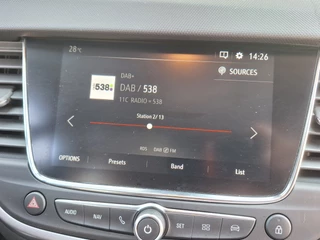 28°C
14:26
538
DAB+
DAB / 538
TTC RADIO = 538
SOURCES
Station 2/ 13
RDS DAB FM
OPTIONS Presets Band List
AUDIO NAV SET